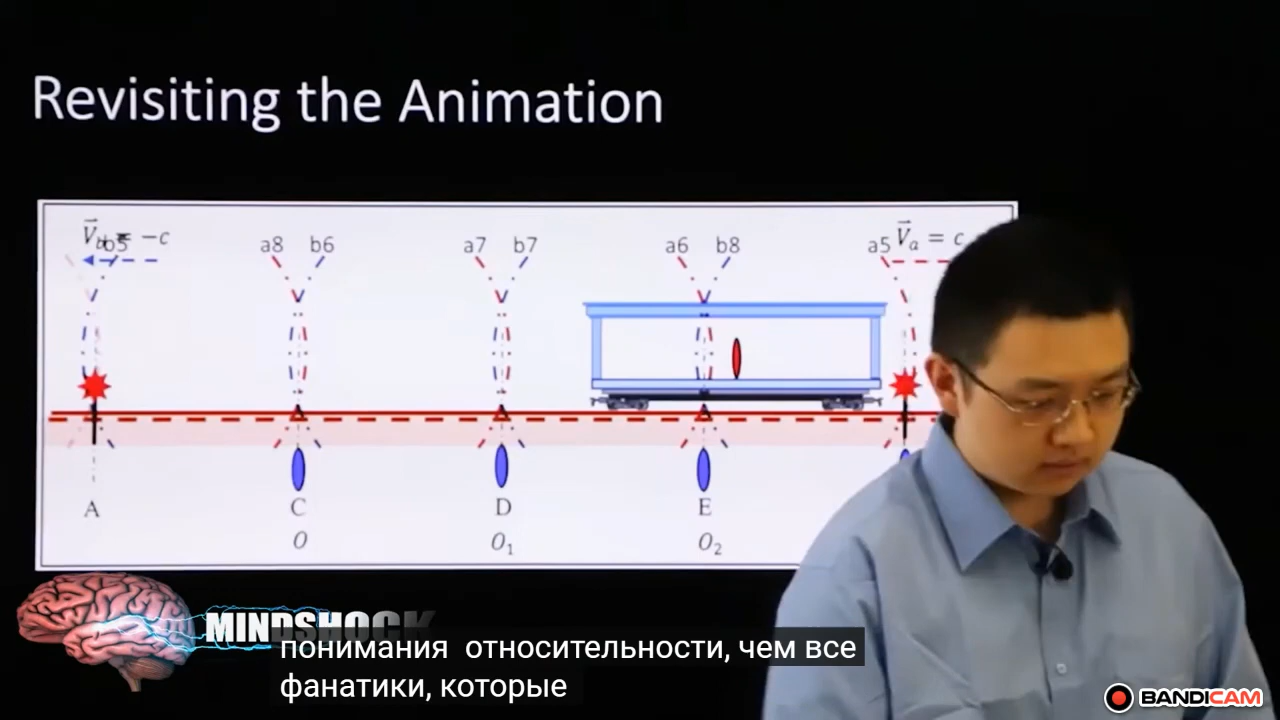 Revisiting the Animation
b5 = -c
a8 b6 a7 b7 a6 b8 a5 V⃗ₐ = c
A C D E
O O₁ O₂
MINDSHOCK
понимания относительности, чем все
фанатики, которые
BANDICAM